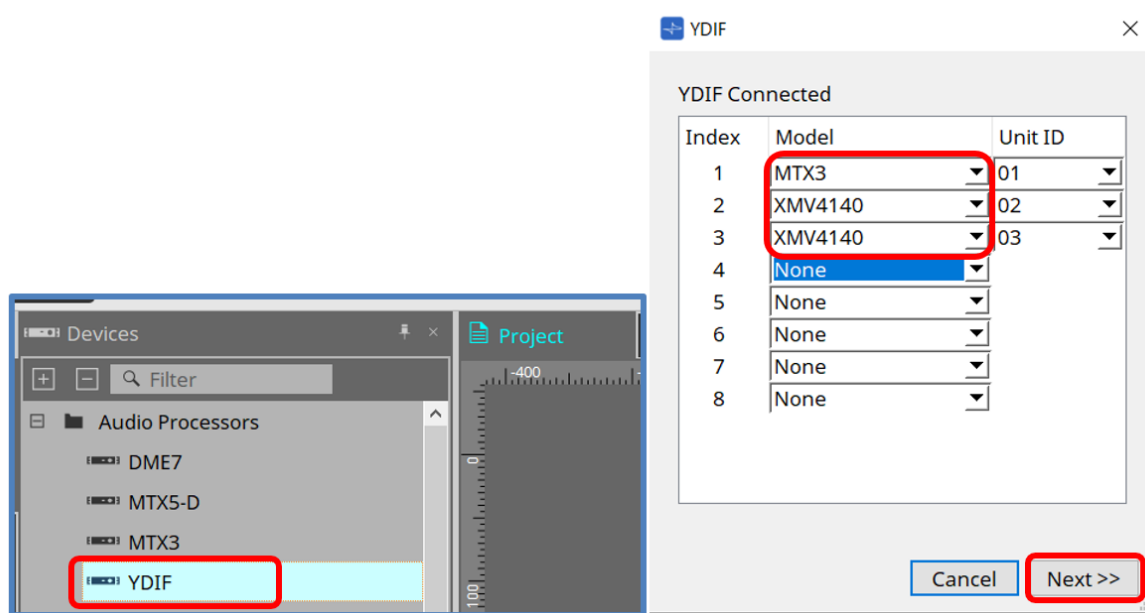 Devices
Filter
Audio Processors
DME7
MTX5-D
MTX3
YDIF
Project
-400
0
100
YDIF
YDIF Connected
Index Model Unit ID
1 MTX3 01
2 XMV4140 02
3 XMV4140 03
4 None
5 None
6 None
7 None
8 None
Cancel Next >>